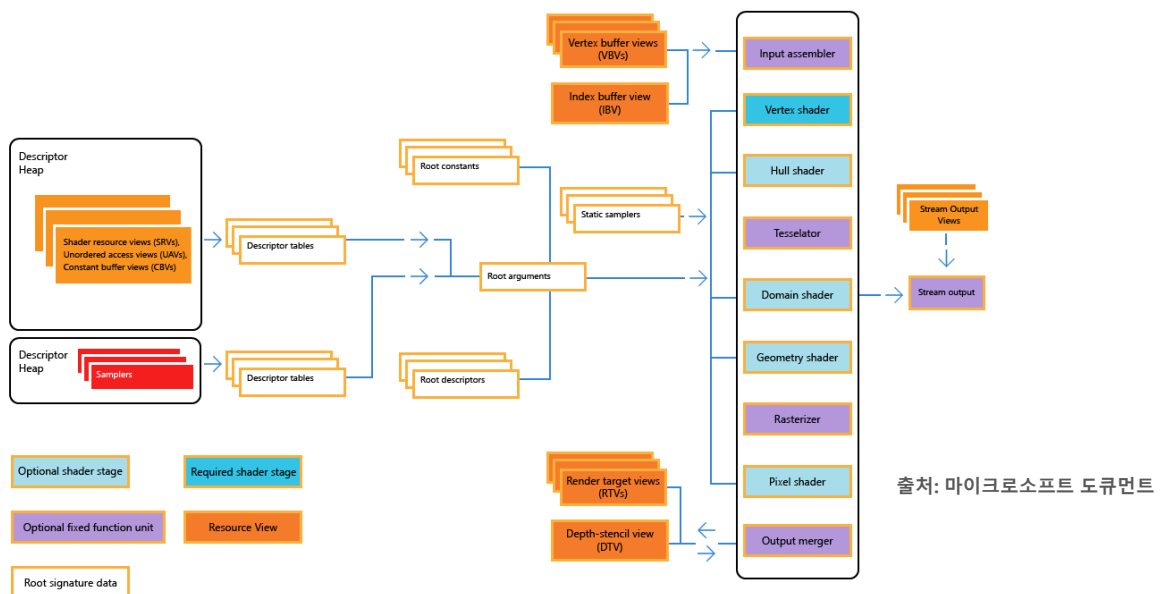 Vertex buffer views
(VBVs)
Index buffer view
(IBV)
Input assembler
Vertex shader
Hull shader
Tesselator
Domain shader
Geometry shader
Rasterizer
Pixel shader
Output merger
Descriptor
Heap
Shader resource views (SRVs),
Unordered access views (UAVs),
Constant buffer views (CBVs)
Descriptor tables
Root constants
Static samplers
Root arguments
Stream Output
Views
Stream output
Descriptor
Heap
Samplers
Descriptor tables
Root descriptors
Render target views
(RTVs)
Depth-stencil view
(DTV)
Optional shader stage
Required shader stage
Optional fixed function unit
Resource View
Root signature data
출처: 마이크로소프트 도큐먼트